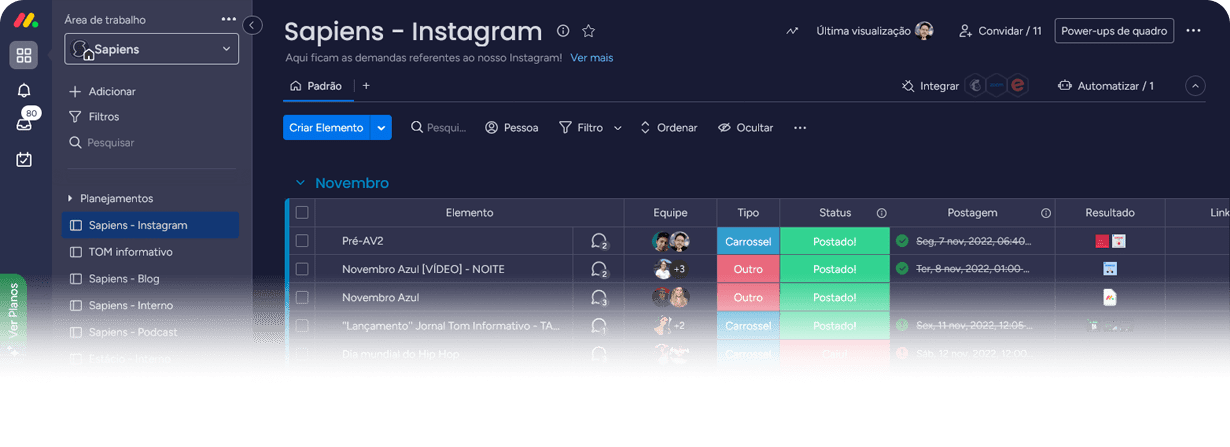 Área de trabalho
Sapiens
80
Adicionar
Filtros
Pesquisar
Planejamentos
Sapiens - Instagram
TOM informativo
Sapiens - Blog
Sapiens - Interno
Sapiens - Podcast
Ver Planos
Sapiens - Instagram
Última visualização
Convidar / 11
Power-ups de quadro
Aqui ficam as demandas referentes ao nosso Instagram! Ver mais
Padrão
Integrar
Automatizar / 1
Criar Elemento
Pesqui...
Pessoa
Filtro
Ordenar
Ocultar
Novembro
Elemento Equipe Tipo Status Postagem Resultado Link
Pré-AV2 2 Carrossel Postado! Seg, 7 nov, 2022, 06:40...
Novembro Azul [VÍDEO] - NOITE 2 +3 Outro Postado! Ter, 8 nov, 2022, 01:00...
Novembro Azul 3 Outro Postado!
"Lançamento" Jornal Tom Informativo - TA... 1 +2 Carrossel Postado! Sex, 11 nov, 2022, 12:05...
Dia mundial do Hip Hop Carrossel Sáb, 12 nov, 2022, 12:00...